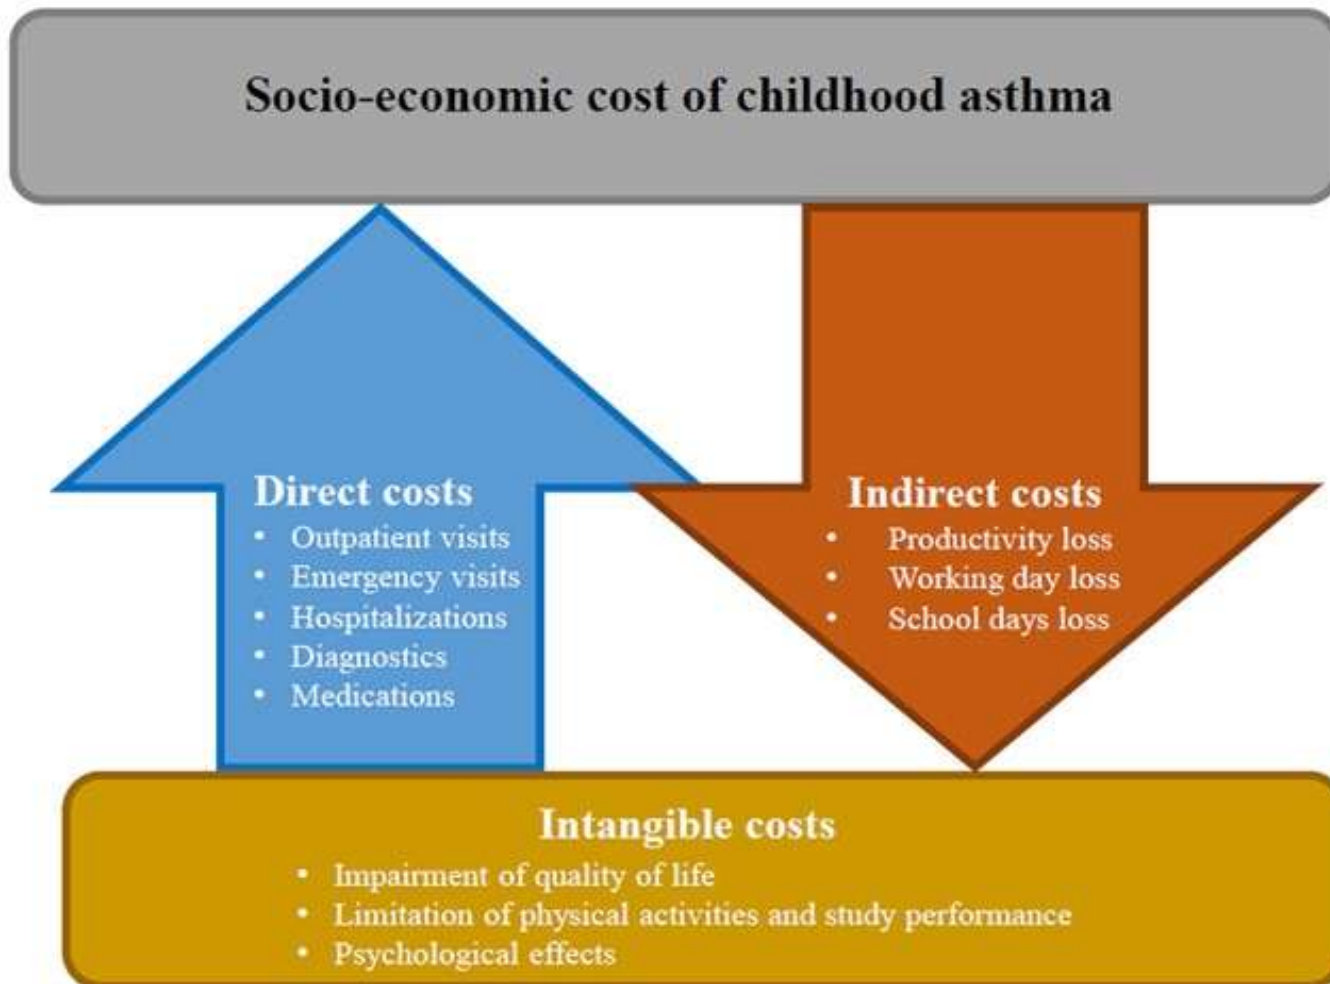 Socio-economic cost of childhood asthma
Direct costs
• Outpatient visits
• Emergency visits
• Hospitalizations
• Diagnostics
• Medications
Indirect costs
• Productivity loss
• Working day loss
• School days loss
Intangible costs
• Impairment of quality of life
• Limitation of physical activities and study performance
• Psychological effects